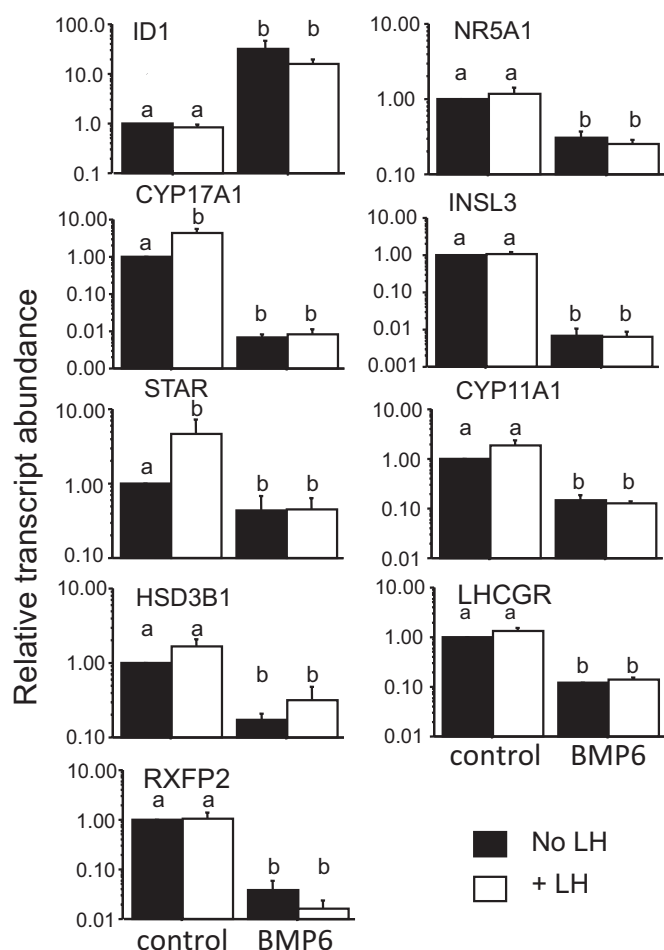 Relative transcript abundance
ID1
100.0
10.0
1.0
0.1
a a b b
NR5A1
1.00
0.10
a a b b
CYP17A1
10.00
1.00
0.10
0.01
0.00
a b b b
INSL3
10.00
1.00
0.10
0.01
0.001
a a b b
STAR
10.00
1.00
0.10
a b b b
CYP11A1
10.00
1.00
0.10
0.01
a a b b
HSD3B1
10.00
1.00
0.10
a a b b
LHCGR
10.00
1.00
0.10
0.01
a a b b
control BMP6
RXFP2
10.00
1.00
0.10
0.01
a a b b
control BMP6
No LH
+ LH